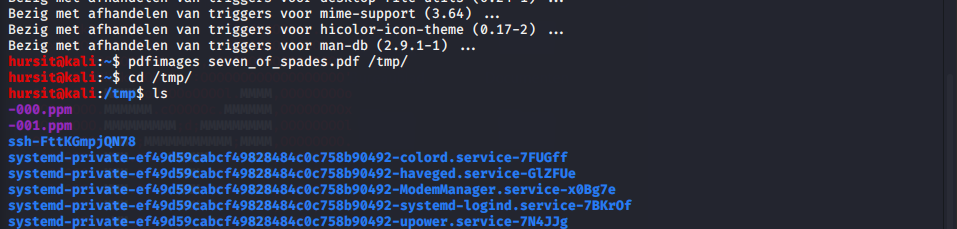 Bezig met afhandelen van triggers voor mime-support (3.64) ...
Bezig met afhandelen van triggers voor hicolor-icon-theme (0.17-2) ...
Bezig met afhandelen van triggers voor man-db (2.9.1-1) ...
hursit@kali:~$ pdfimages seven_of_spades.pdf /tmp/
hursit@kali:~$ cd /tmp/
hursit@kali:/tmp$ ls
-000.ppm
-001.ppm
ssh-FttKGmpjQN78
systemd-private-ef49d59cabcf49828484c0c758b90492-colord.service-7FUGff
systemd-private-ef49d59cabcf49828484c0c758b90492-haveged.service-GlZFUe
systemd-private-ef49d59cabcf49828484c0c758b90492-ModemManager.service-x0Bg7e
systemd-private-ef49d59cabcf49828484c0c758b90492-systemd-logind.service-7BKrOf
systemd-private-ef49d59cabcf49828484c0c758b90492-upower.service-7N4JJg